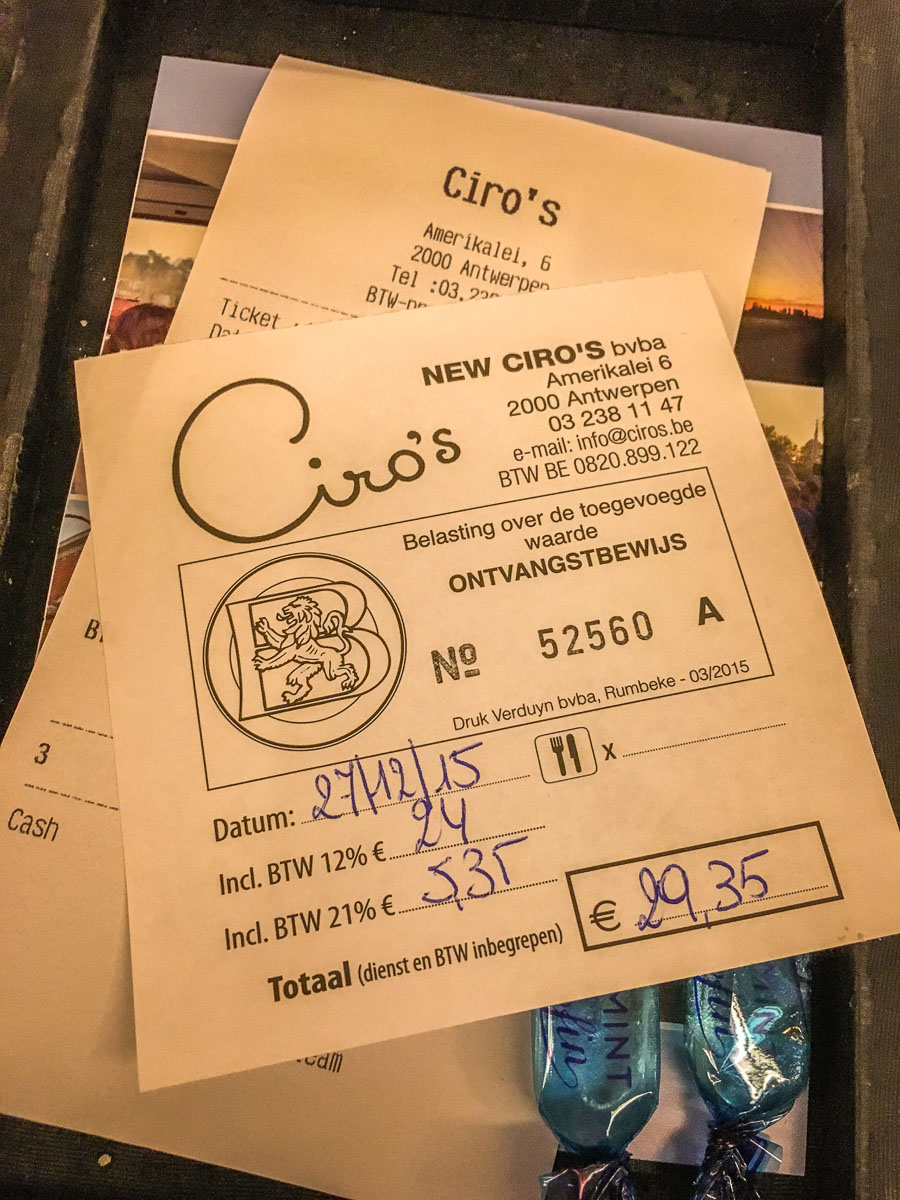 Ciro's
Amerikalei, 6
2000 Antwerpen
Tel :03.
Ticket
Ciro's
NEW CIRO'S bvba
Amerikalei 6
2000 Antwerpen
03 238 11 47
e-mail: info@ciros.be
BTW BE 0820.899.122
Belasting over de toegevoegde
waarde
ONTVANGSTBEWIJS
B
Nº 52560 A
Druk Verduyn bvba, Rumbeke - 03/2015
x
Datum: 27/12/15
Incl. BTW 12% € 24
Incl. BTW 21% € 5,35
Totaal (dienst en BTW inbegrepen) € 29,35
3
Cash
MINT